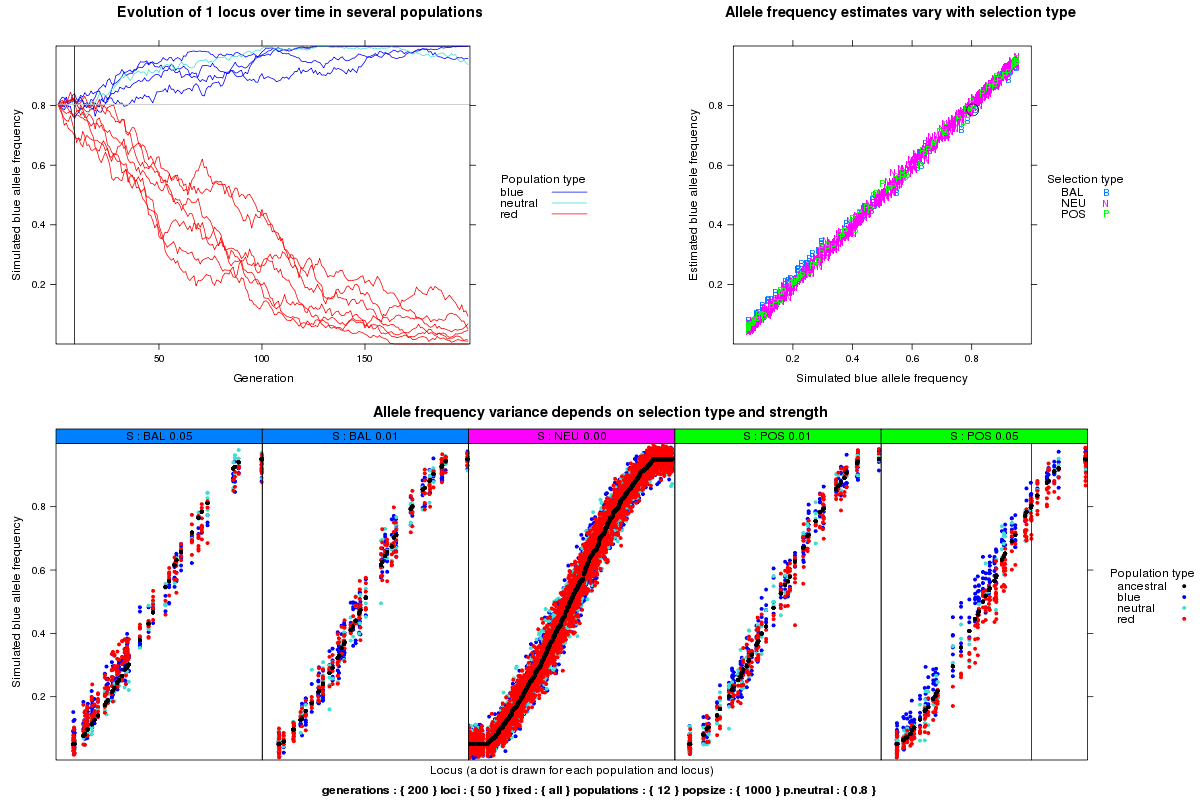 Evolution of 1 locus over time in several populations
Simulated blue allele frequency
0.8
0.6
0.4
0.2
50
100
150
Generation
Population type
blue
neutral
red
Allele frequency estimates vary with selection type
Estimated blue allele frequency
0.8
0.6
0.4
0.2
0.2
0.4
0.6
0.8
Simulated blue allele frequency
Selection type
BAL B
NEU N
POS P
Allele frequency variance depends on selection type and strength
S : BAL 0.05
S : BAL 0.01
S : NEU 0.00
S : POS 0.01
S : POS 0.05
Simulated blue allele frequency
0.8
0.6
0.4
0.2
Locus (a dot is drawn for each population and locus)
Population type
ancestral
blue
neutral
red
generations : { 200 } loci : { 50 } fixed : { all } populations : { 12 } popsize : { 1000 } p.neutral : { 0.8 }